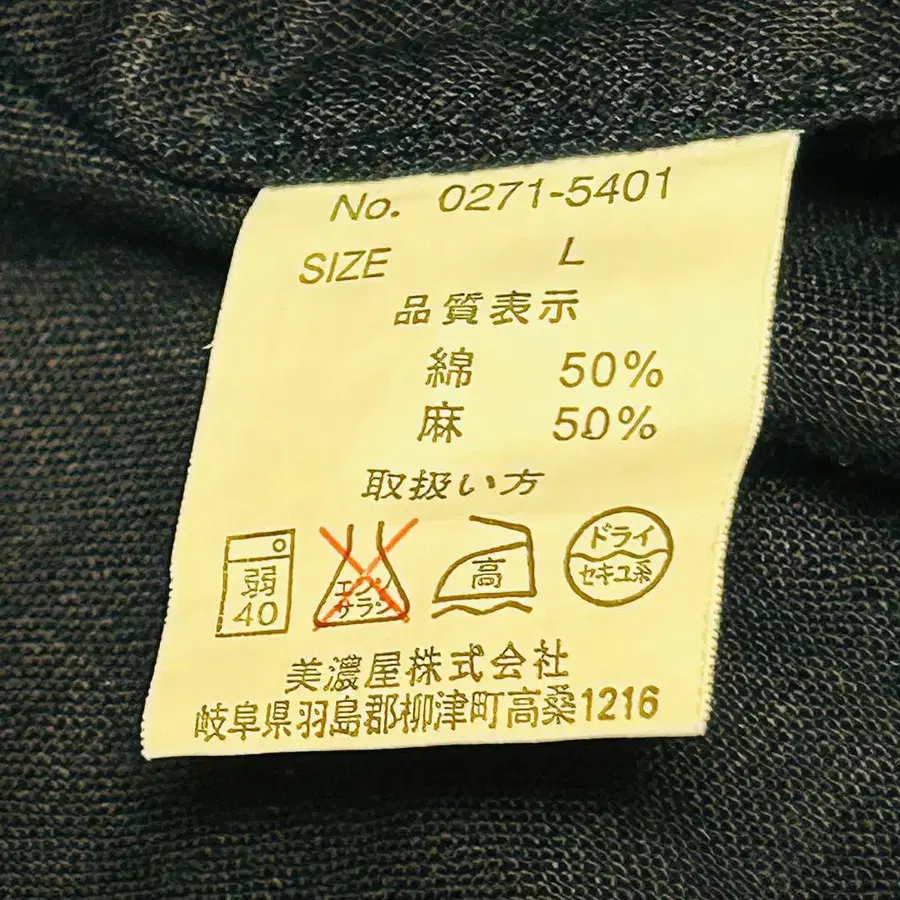 No. 0271-5401
SIZE L
品質表示
綿 50%
麻 50%
取扱い方
弱 40
エンソ サラシ
高
ドライ セキユ系
美濃屋株式会社
岐阜県羽島郡柳津町高桑1216